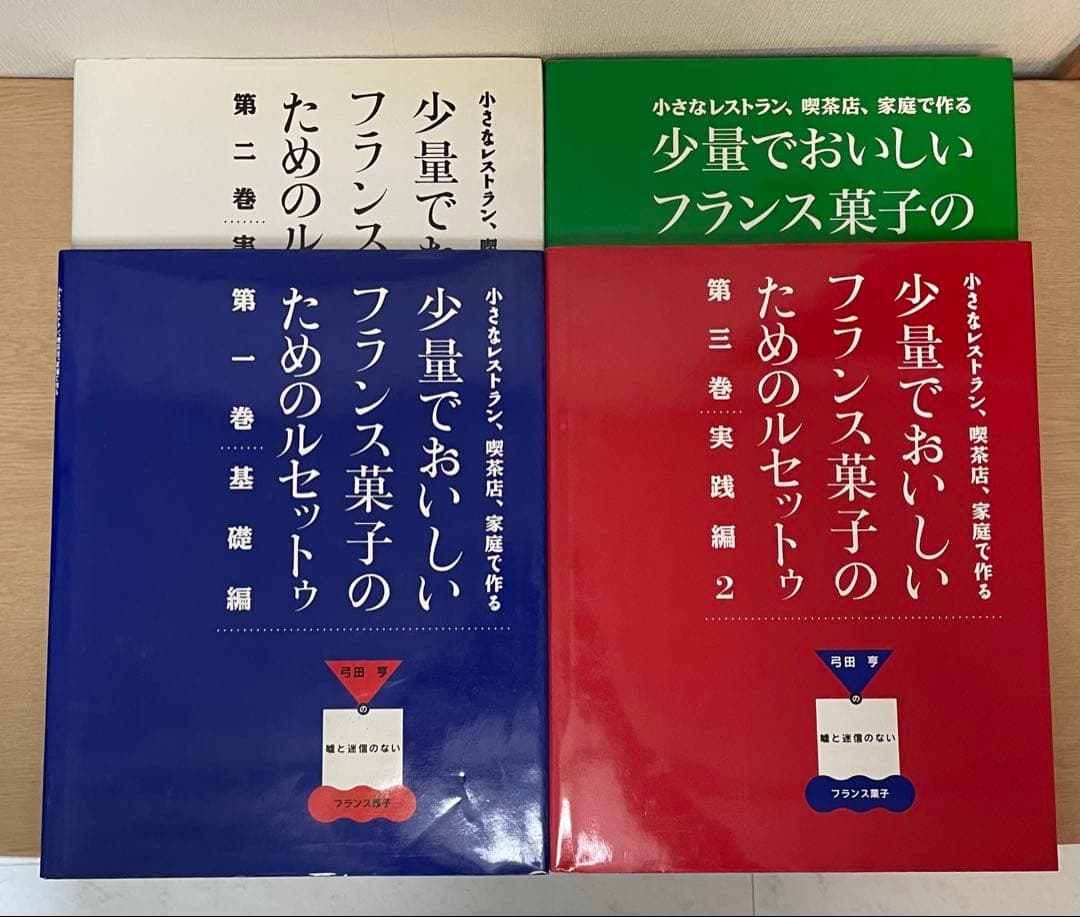 小さなレストラン、喫
少量でお
フランス
ためのル
第二巻 実
小さなレストラン、喫茶店、家庭で作る
少量でおいしい
フランス菓子の
小さなレストラン、喫茶店、家庭で作る
少量でおいしい
フランス菓子の
ためのルセットゥ
第一巻 基礎編
弓田 亨
の
嘘と迷信のない
フランス菓子
小さなレストラン、喫茶店、家庭で作る
少量でおいしい
フランス菓子の
ためのルセットゥ
第三巻 実践編2
弓田 亨
の
嘘と迷信のない
フランス菓子